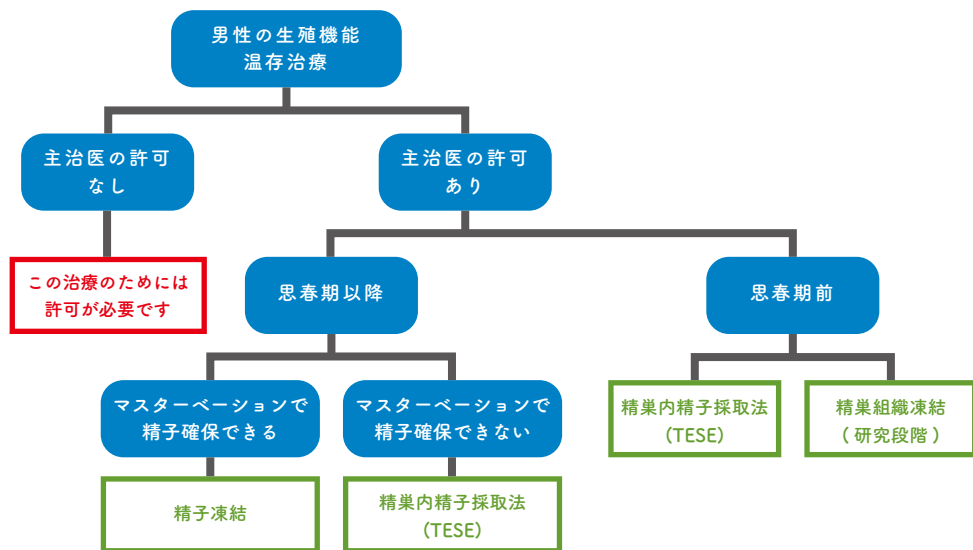 男性の生殖機能
温存治療
主治医の許可
なし
主治医の許可
あり
この治療のためには
許可が必要です
思春期以降
思春期前
マスターベーションで
精子確保できる
マスターベーションで
精子確保できない
精巣内精子採取法
(TESE)
精巣組織凍結
( 研究段階 )
精子凍結
精巣内精子採取法
(TESE)